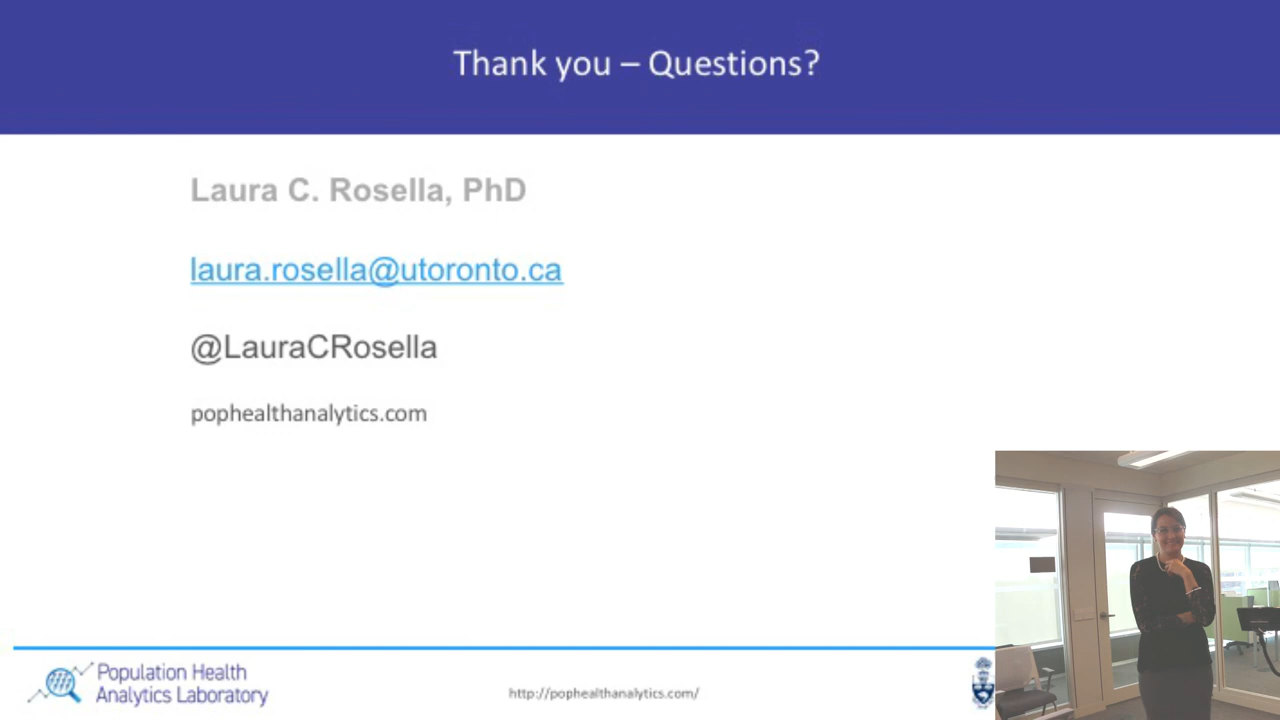 Thank you – Questions?
Laura C. Rosella, PhD
laura.rosella@utoronto.ca
@LauraCRosella
pophealthanalytics.com
Population Health
Analytics Laboratory
http://pophealthanalytics.com/